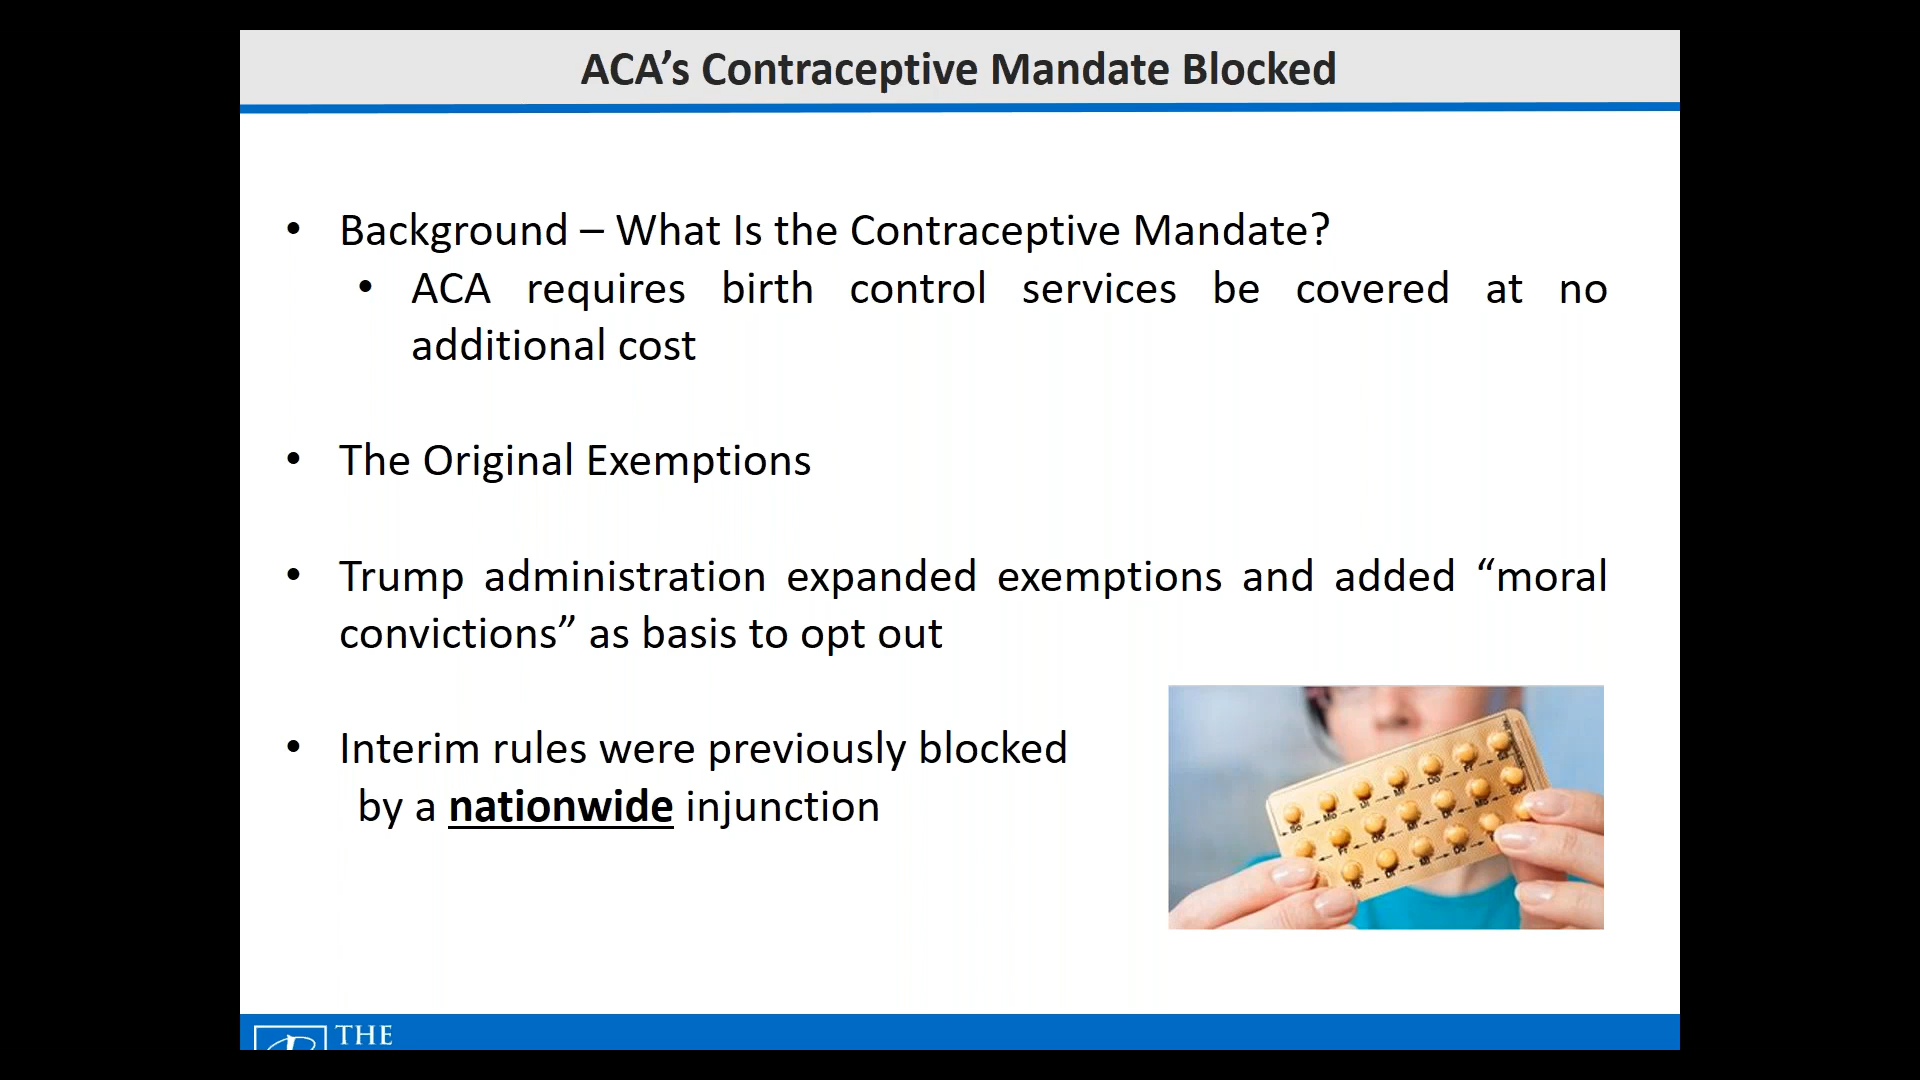 ACA’s Contraceptive Mandate Blocked
• Background – What Is the Contraceptive Mandate?
• ACA requires birth control services be covered at no
additional cost
• The Original Exemptions
• Trump administration expanded exemptions and added “moral
convictions” as basis to opt out
• Interim rules were previously blocked
by a nationwide injunction
THE